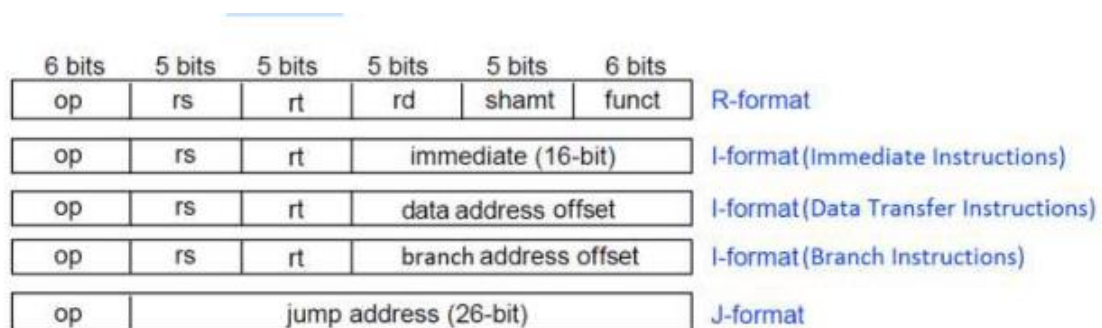 6 bits 5 bits 5 bits 5 bits 5 bits 6 bits
op rs rt rd shamt funct R-format
op rs rt immediate (16-bit) I-format(Immediate Instructions)
op rs rt data address offset I-format(Data Transfer Instructions)
op rs rt branch address offset I-format(Branch Instructions)
op jump address (26-bit) J-format